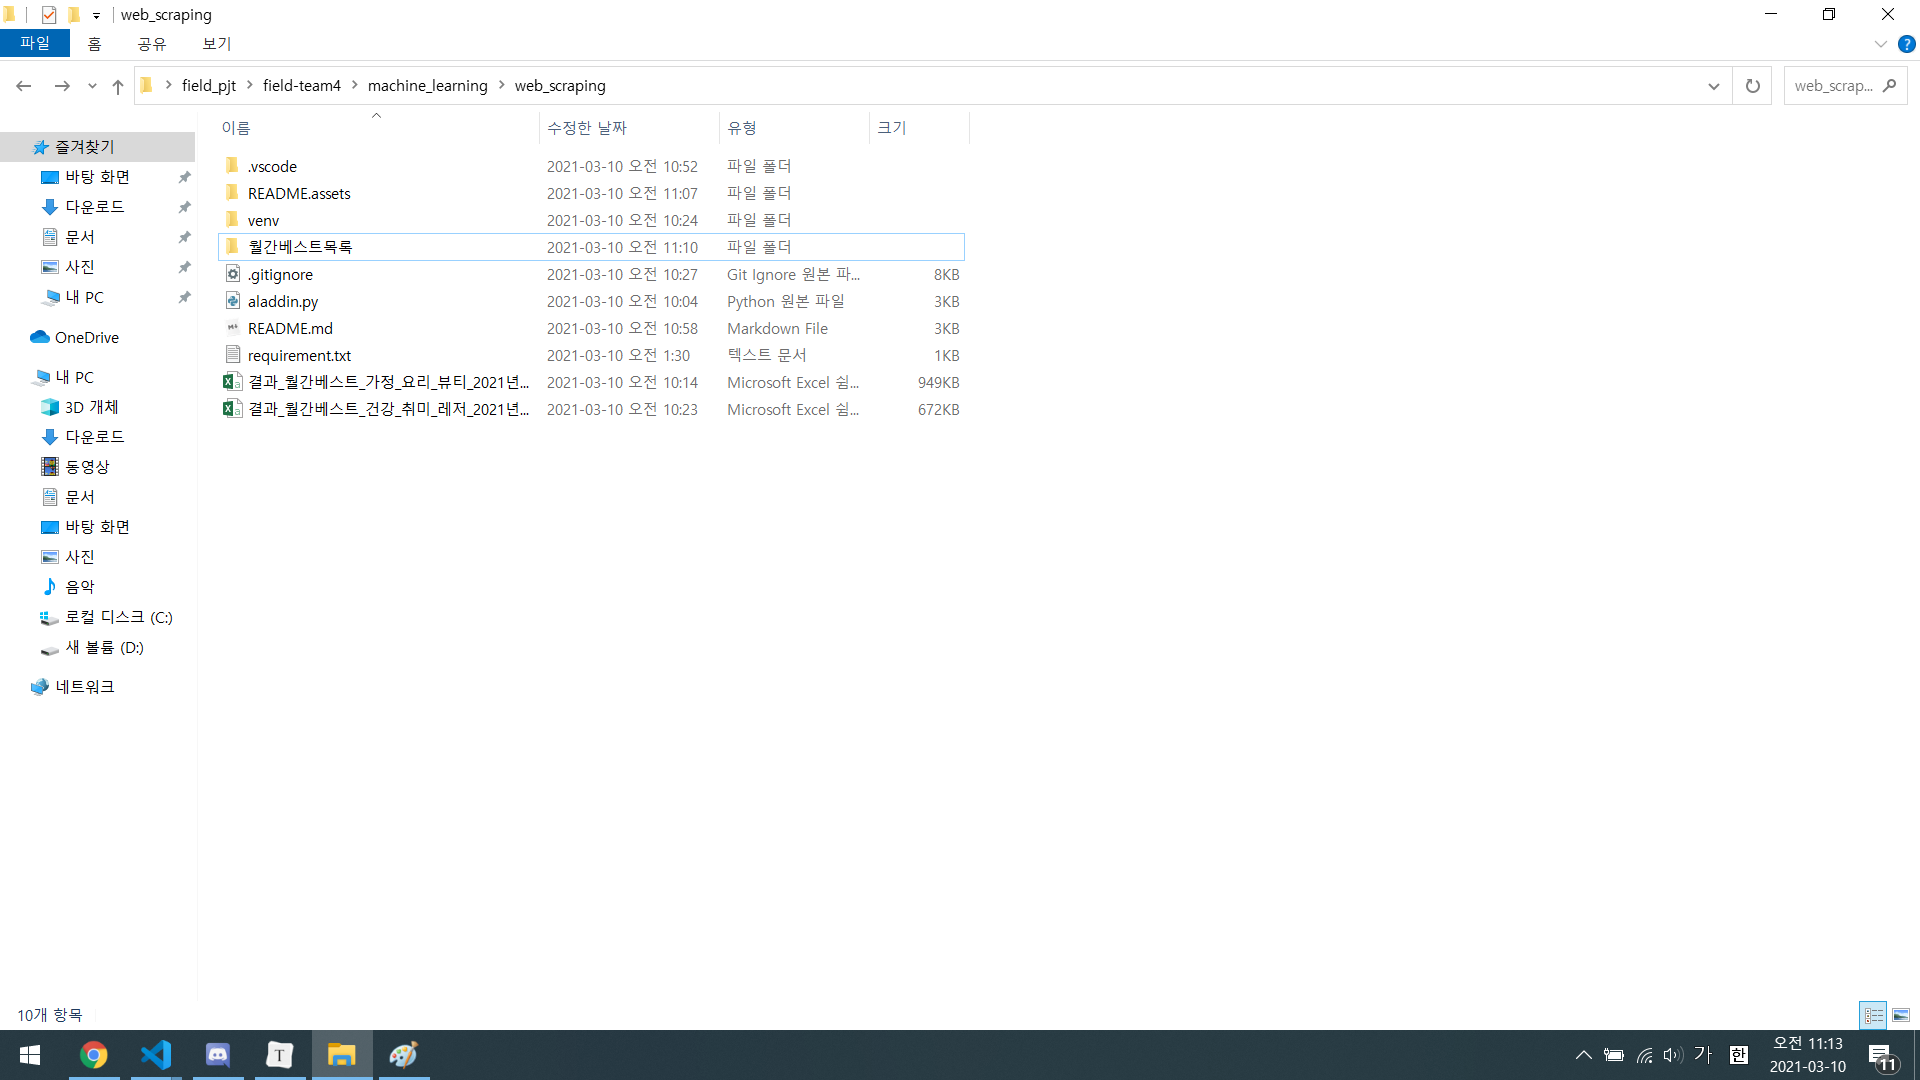 web_scraping
파일 홈 공유 보기
field_pjt field-team4 machine_learning web_scraping
web_scrap...
이름 수정한 날짜 유형 크기
.vscode 2021-03-10 오전 10:52 파일 폴더
README.assets 2021-03-10 오전 11:07 파일 폴더
venv 2021-03-10 오전 10:24 파일 폴더
월간베스트목록 2021-03-10 오전 11:10 파일 폴더
.gitignore 2021-03-10 오전 10:27 Git Ignore 원본 파... 8KB
aladdin.py 2021-03-10 오전 10:04 Python 원본 파일 3KB
README.md 2021-03-10 오전 10:58 Markdown File 3KB
requirement.txt 2021-03-10 오전 1:30 텍스트 문서 1KB
결과_월간베스트_가정_요리_뷰티_2021년... 2021-03-10 오전 10:14 Microsoft Excel 쉼... 949KB
결과_월간베스트_건강_취미_레저_2021년... 2021-03-10 오전 10:23 Microsoft Excel 쉼... 672KB
즐겨찾기
바탕 화면
다운로드
문서
사진
내 PC
OneDrive
내 PC
3D 개체
다운로드
동영상
문서
바탕 화면
사진
음악
로컬 디스크 (C:)
새 볼륨 (D:)
네트워크
10개 항목
T
가 한
오전 11:13
2021-03-10
11